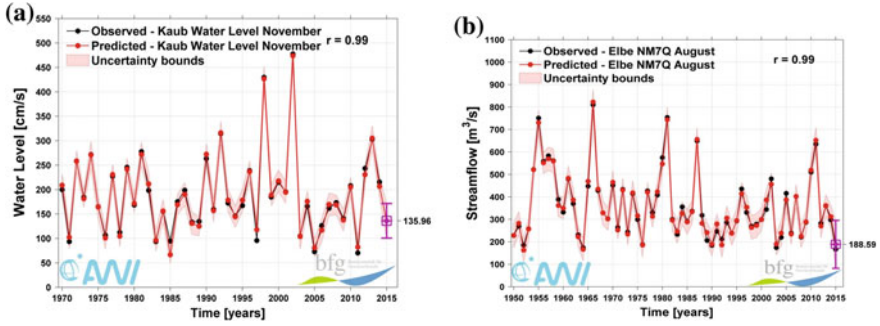 (a)
Observed - Kaub Water Level November
Predicted - Kaub Water Level November
Uncertainty bounds
r = 0.99
Water Level [cm/s]
550
500
450
400
350
300
250
200
150
100
50
0
135.96
AWI
bfg
1970 1975 1980 1985 1990 1995 2000 2005 2010 2015
Time [years]
(b)
Observed - Elbe NM7Q August
Predicted - Elbe NM7Q August
Uncertainty bounds
r = 0.99
Streamflow [m³/s]
1100
1000
900
800
700
600
500
400
300
200
100
0
188.59
AWI
bfg
1950 1955 1960 1965 1970 1975 1980 1985 1990 1995 2000 2005 2010 2015
Time [years]